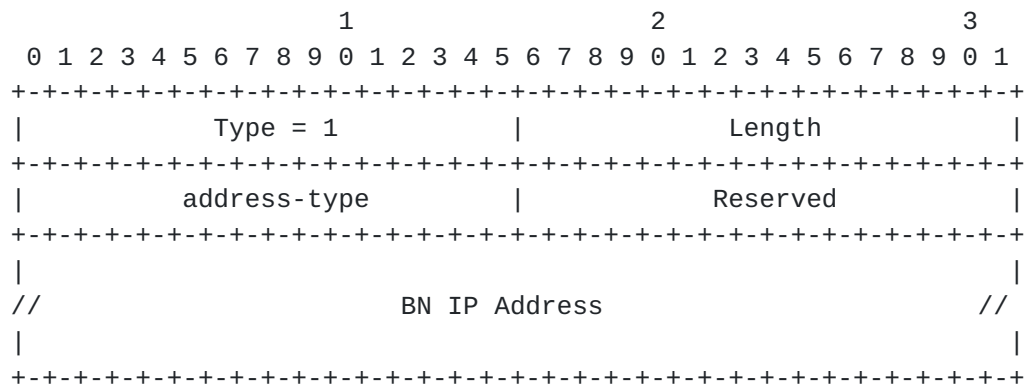 1                   2                   3
 0 1 2 3 4 5 6 7 8 9 0 1 2 3 4 5 6 7 8 9 0 1 2 3 4 5 6 7 8 9 0 1
+-+-+-+-+-+-+-+-+-+-+-+-+-+-+-+-+-+-+-+-+-+-+-+-+-+-+-+-+-+-+-+-+
|            Type = 1           |             Length            |
+-+-+-+-+-+-+-+-+-+-+-+-+-+-+-+-+-+-+-+-+-+-+-+-+-+-+-+-+-+-+-+-+
|          address-type         |            Reserved           |
+-+-+-+-+-+-+-+-+-+-+-+-+-+-+-+-+-+-+-+-+-+-+-+-+-+-+-+-+-+-+-+-+
|                                                               |
//                       BN IP Address                        //
|                                                               |
+-+-+-+-+-+-+-+-+-+-+-+-+-+-+-+-+-+-+-+-+-+-+-+-+-+-+-+-+-+-+-+-+